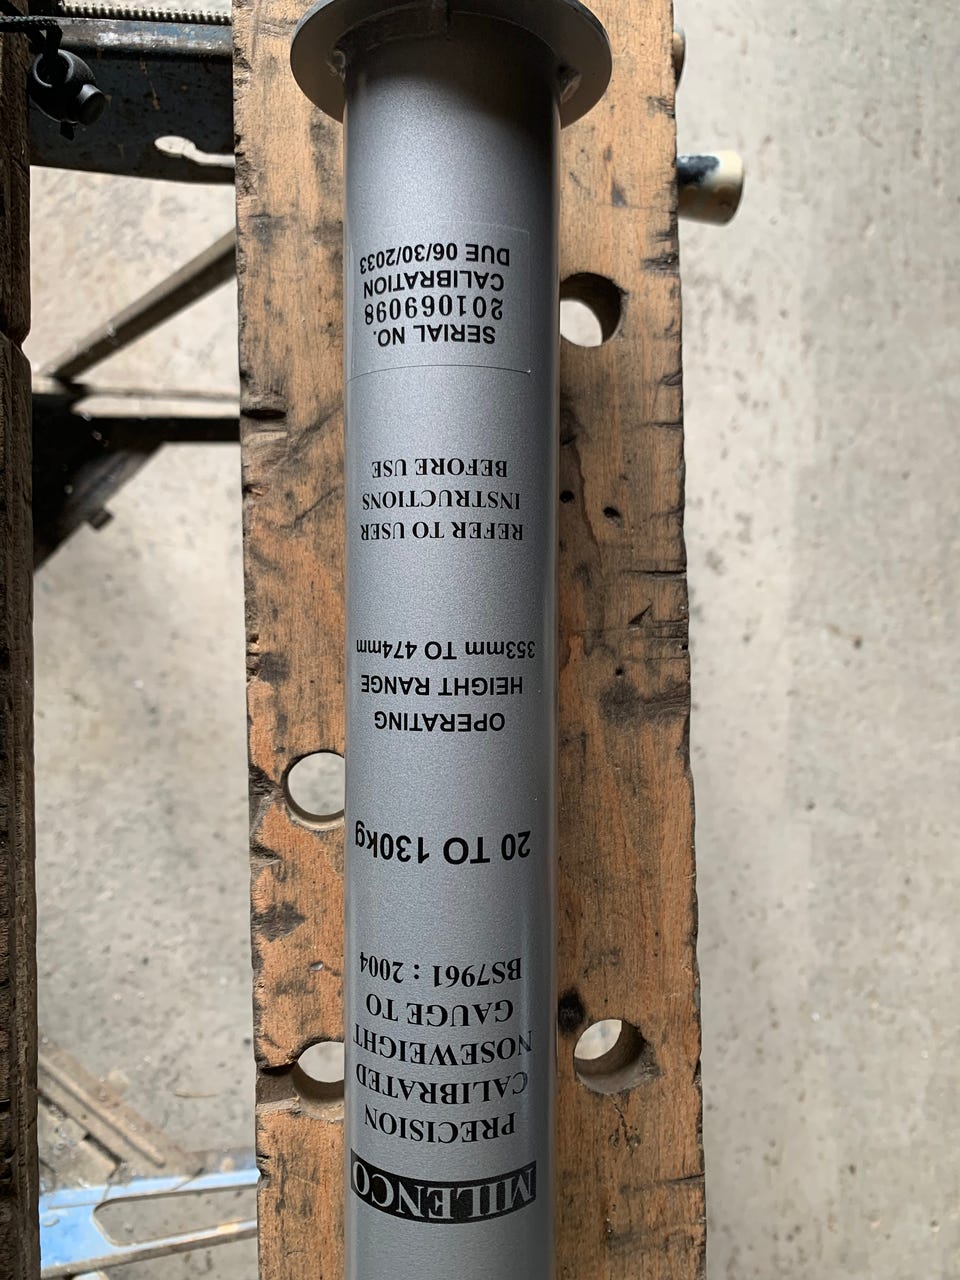 MILENCO
PRECISION
CALIBRATED
NOSEWEIGHT
GAUGE TO
BS7961 : 2004
20 TO 130kg
OPERATING
HEIGHT RANGE
353mm TO 474mm
REFER TO USER
INSTRUCTIONS
BEFORE USE
SERIAL NO.
201069098
CALIBRATION
DUE 06/30/2033